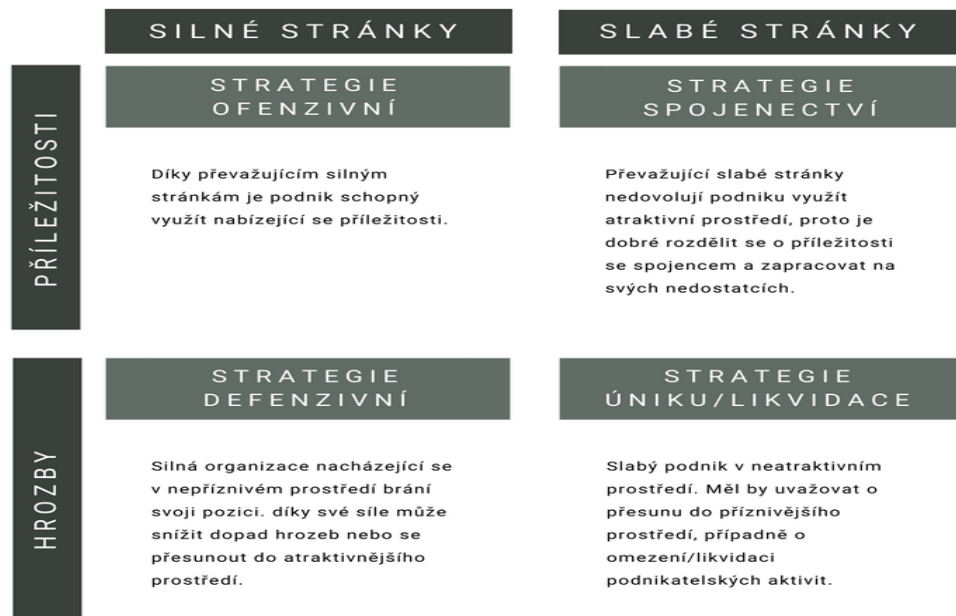 SILNÉ STRÁNKY
SLABÉ STRÁNKY
PŘÍLEŽITOSTI
STRATEGIE
OFENZIVNÍ
Díky převažujícím silným
stránkám je podnik schopný
využít nabízející se příležitosti.
STRATEGIE
SPOJENECTVÍ
Převažující slabé stránky
nedovolují podniku využít
atraktivní prostředí, proto je
dobré rozdělit se o příležitosti
se spojencem a zapracovat na
svých nedostatcích.
HROZBY
STRATEGIE
DEFENZIVNÍ
Silná organizace nacházející se
v nepříznivém prostředí brání
svoji pozici. díky své síle může
snížit dopad hrozeb nebo se
přesunout do atraktivnějšího
prostředí.
STRATEGIE
ÚNIKU/LIKVIDACE
Slabý podnik v neatraktivním
prostředí. Měl by uvažovat o
přesunu do příznivějšího
prostředí, případně o
omezení/likvidaci
podnikatelských aktivit.